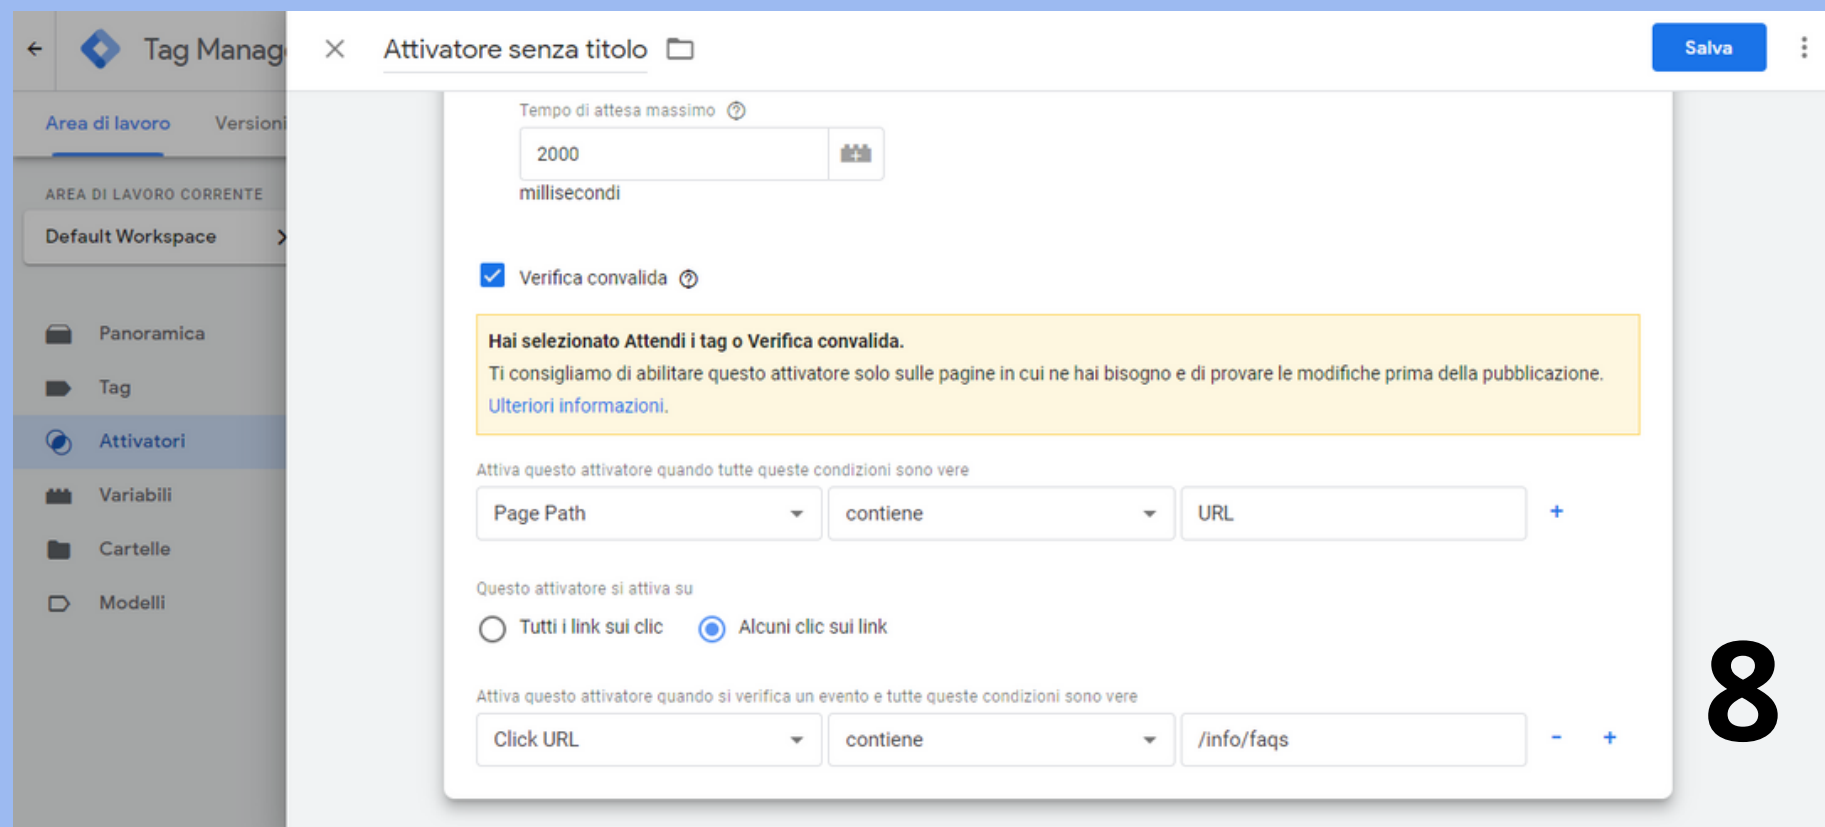 Tag Manag
Attivatore senza titolo
Salva
Area di lavoro Versioni
AREA DI LAVORO CORRENTE
Default Workspace
Panoramica
Tag
Attivatori
Variabili
Cartelle
Modelli
Tempo di attesa massimo
2000
millisecondi
Verifica convalida
Hai selezionato Attendi i tag o Verifica convalida.
Ti consigliamo di abilitare questo attivatore solo sulle pagine in cui ne hai bisogno e di provare le modifiche prima della pubblicazione.
Ulteriori informazioni.
Attiva questo attivatore quando tutte queste condizioni sono vere
Page Path contiene URL +
Questo attivatore si attiva su
Tutti i link sui clic Alcuni clic sui link
Attiva questo attivatore quando si verifica un evento e tutte queste condizioni sono vere
Click URL contiene /info/faqs - +
8